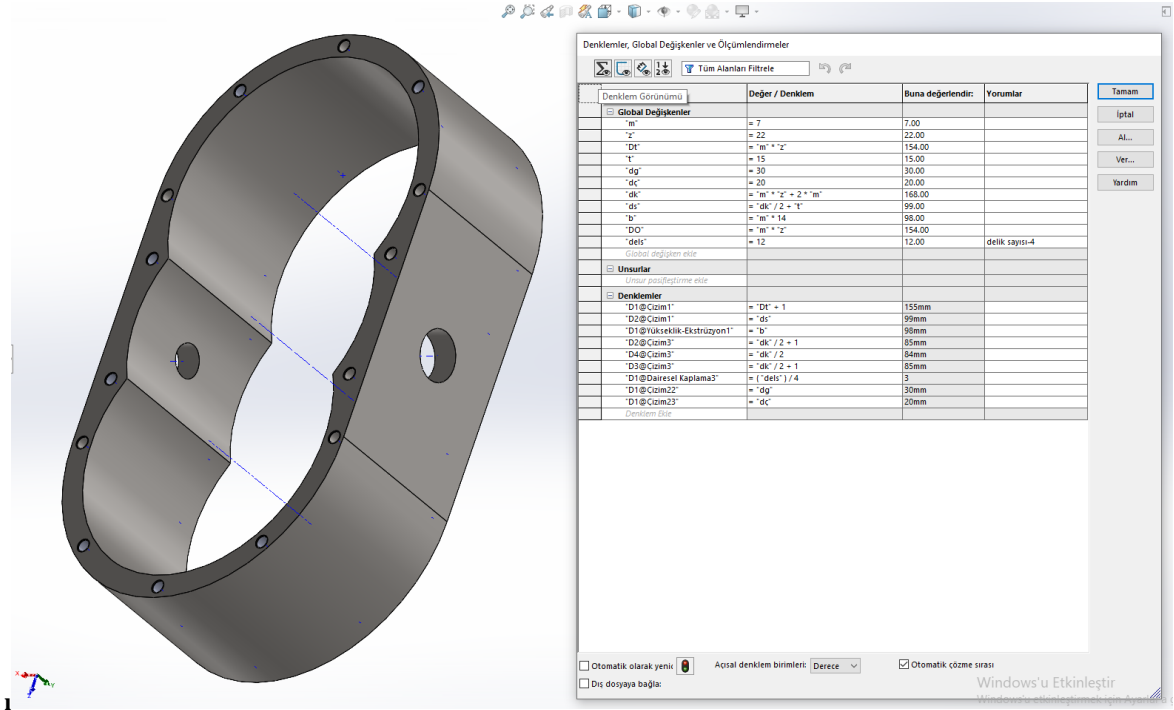 Denklemler, Global Değişkenler ve Ölçümlendirmeler
Tüm Alanları Filtrele
Denklem Görünümü
Değer / Denklem Buna değerlendir: Yorumlar
Tamam
İptal
Al...
Ver...
Yardım
Global Değişkenler
"m" = 7 7.00
"z" = 22 22.00
"Dt" = "m" * "z" 154.00
"t" = 15 15.00
"dg" = 30 30.00
"dç" = 20 20.00
"dk" = "m" * "z" + 2 * "m" 168.00
"ds" = "dk" / 2 + "t" 99.00
"b" = "m" * 14 98.00
"DO" = "m" * "z" 154.00
"dels" = 12 12.00 delik sayısı-4
Global değişken ekle
Unsurlar
Unsur pasifleştirme ekle
Denklemler
"D1@Çizim1" = "Dt" + 1 155mm
"D2@Çizim1" = "ds" 99mm
"D1@Yükseklik-Ekstrüzyon1" = "b" 98mm
"D2@Çizim3" = "dk" / 2 + 1 85mm
"D4@Çizim3" = "dk" / 2 84mm
"D3@Çizim3" = "dk" / 2 + 1 85mm
"D1@Dairesel Kaplama3" = ( "dels" ) / 4 3
"D1@Çizim22" = "dg" 30mm
"D1@Çizim23" = "dç" 20mm
Denklem Ekle
Otomatik olarak yenic Açısal denklem birimleri: Derece Otomatik çözme sırası
Dış dosyaya bağla:
Windows'u Etkinleştir
Windows'u etkinleştirmek için
ı